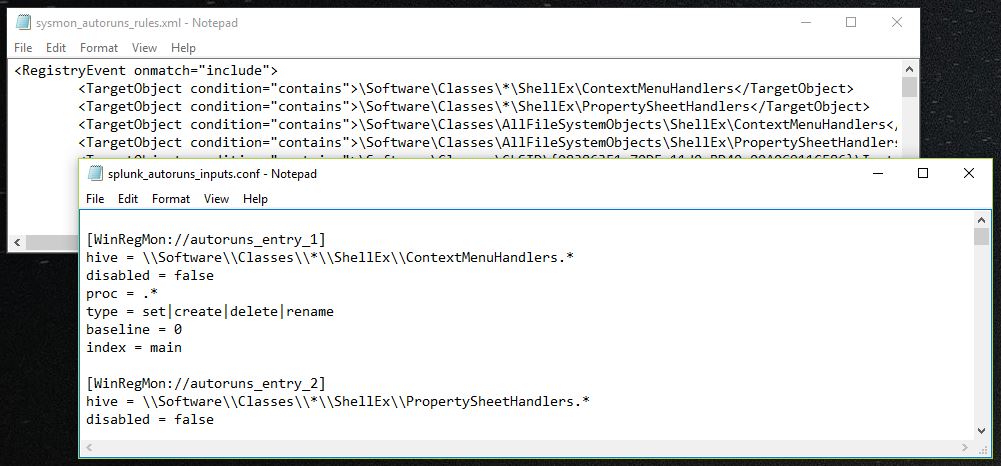 sysmon_autoruns_rules.xml - Notepad
File Edit Format View Help
<RegistryEvent onmatch="include">
<TargetObject condition="contains">\Software\Classes\*\ShellEx\ContextMenuHandlers</TargetObject>
<TargetObject condition="contains">\Software\Classes\*\ShellEx\PropertySheetHandlers</TargetObject>
<TargetObject condition="contains">\Software\Classes\AllFileSystemObjects\ShellEx\ContextMenuHandlers</
<TargetObject condition="contains">\Software\Classes\AllFileSystemObjects\ShellEx\PropertySheetHandlers
splunk_autoruns_inputs.conf - Notepad
File Edit Format View Help
[WinRegMon://autoruns_entry_1]
hive = \\Software\\Classes\\*\\ShellEx\\ContextMenuHandlers.*
disabled = false
proc = .*
type = set|create|delete|rename
baseline = 0
index = main
[WinRegMon://autoruns_entry_2]
hive = \\Software\\Classes\\*\\ShellEx\\PropertySheetHandlers.*
disabled = false